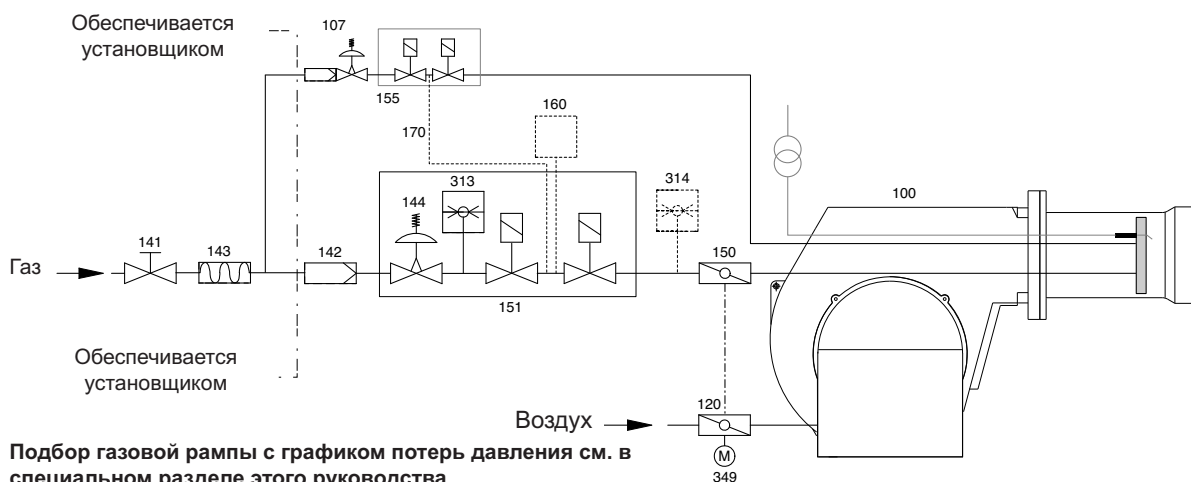 Обеспечивается
установщиком
107
155
160
170
313
314
144
100
141
143
142
150
Газ
151
Обеспечивается
установщиком
120
Воздух
M
349
Подбор газовой рампы с графиком потерь давления см. в
специальном разделе этого руководства